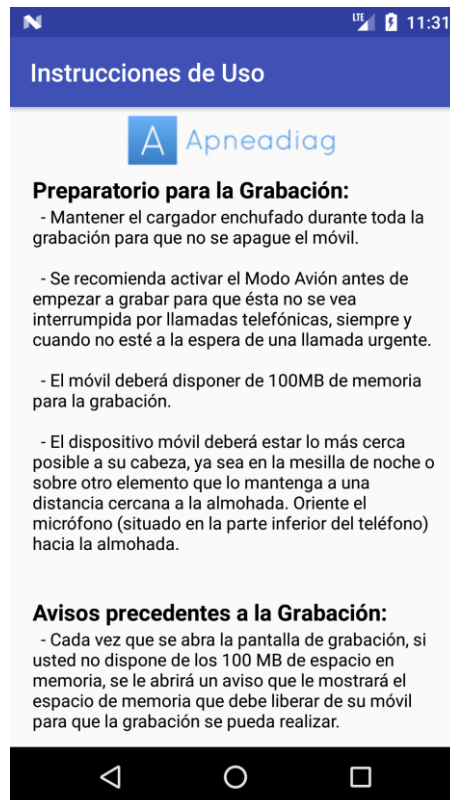 LTE 11:31
Instrucciones de Uso
A Apneadiag
Preparatorio para la Grabación:
- Mantener el cargador enchufado durante toda la
grabación para que no se apague el móvil.
- Se recomienda activar el Modo Avión antes de
empezar a grabar para que ésta no se vea
interrumpida por llamadas telefónicas, siempre y
cuando no esté a la espera de una llamada urgente.
- El móvil deberá disponer de 100MB de memoria
para la grabación.
- El dispositivo móvil deberá estar lo más cerca
posible a su cabeza, ya sea en la mesilla de noche o
sobre otro elemento que lo mantenga a una
distancia cercana a la almohada. Oriente el
micrófono (situado en la parte inferior del teléfono)
hacia la almohada.
Avisos precedentes a la Grabación:
- Cada vez que se abra la pantalla de grabación, si
usted no dispone de los 100 MB de espacio en
memoria, se le abrirá un aviso que le mostrará el
espacio de memoria que debe liberar de su móvil
para que la grabación se pueda realizar.